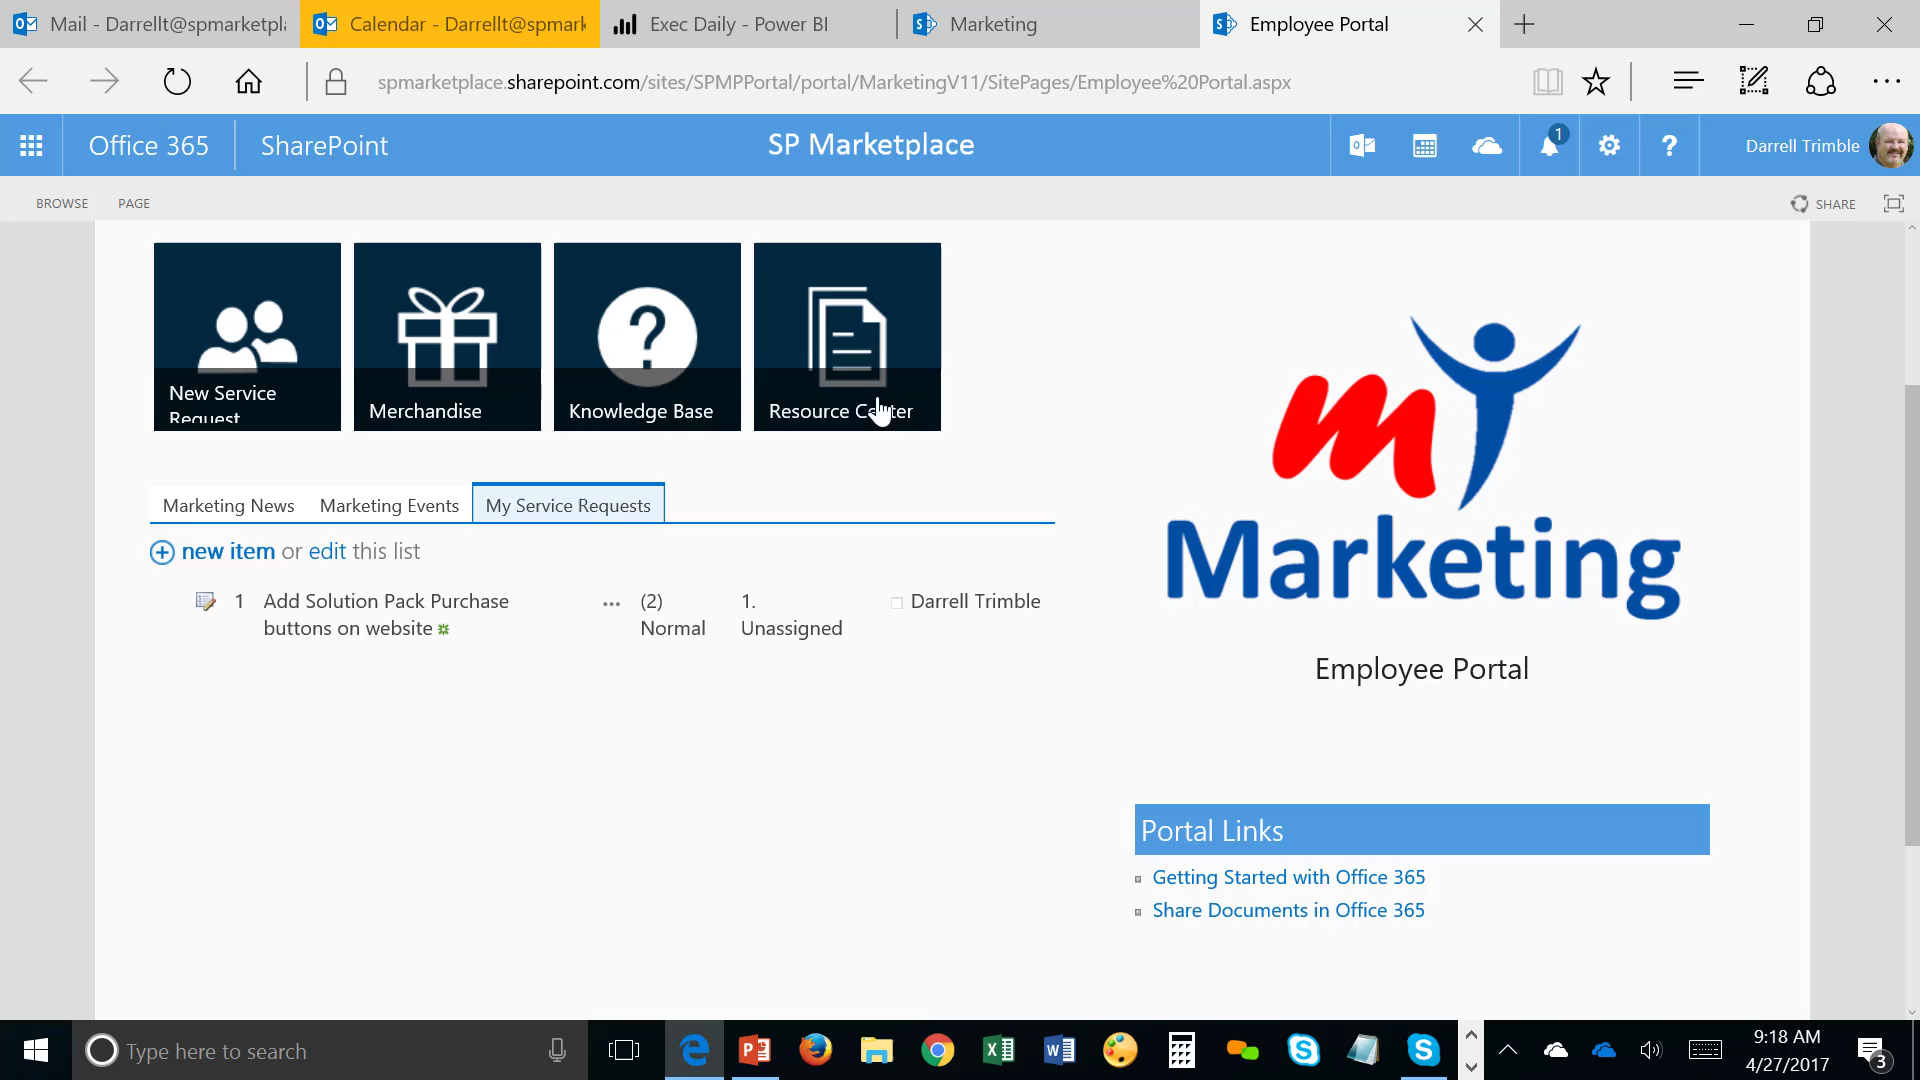 Mail - Darrellt@spmarketpla
Calendar - Darrellt@spmark
Exec Daily - Power BI
Marketing
Employee Portal
spmarketplace.sharepoint.com/sites/SPMPPortal/portal/MarketingV11/SitePages/Employee%20Portal.aspx
Office 365
SharePoint
SP Marketplace
1
?
Darrell Trimble
BROWSE
PAGE
SHARE
New Service
Request
Merchandise
?
Knowledge Base
Resource Center
Marketing News
Marketing Events
My Service Requests
new item or edit this list
1
Add Solution Pack Purchase
buttons on website
(2)
Normal
1.
Unassigned
Darrell Trimble
my
Marketing
Employee Portal
Portal Links
Getting Started with Office 365
Share Documents in Office 365
Type here to search
9:18 AM
4/27/2017
3